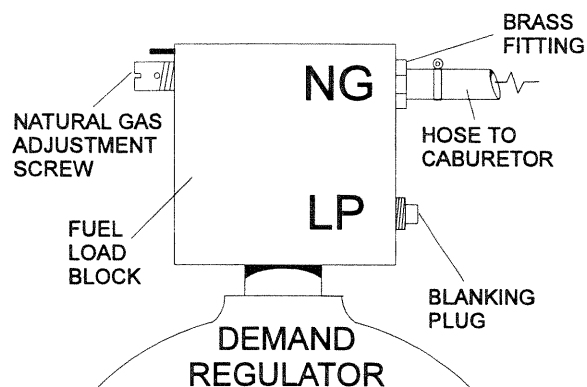 BRASS
FITTING
NG
NATURAL GAS
ADJUSTMENT
SCREW
HOSE TO
CABURETOR
LP
FUEL
LOAD
BLOCK
BLANKING
PLUG
DEMAND
REGULATOR